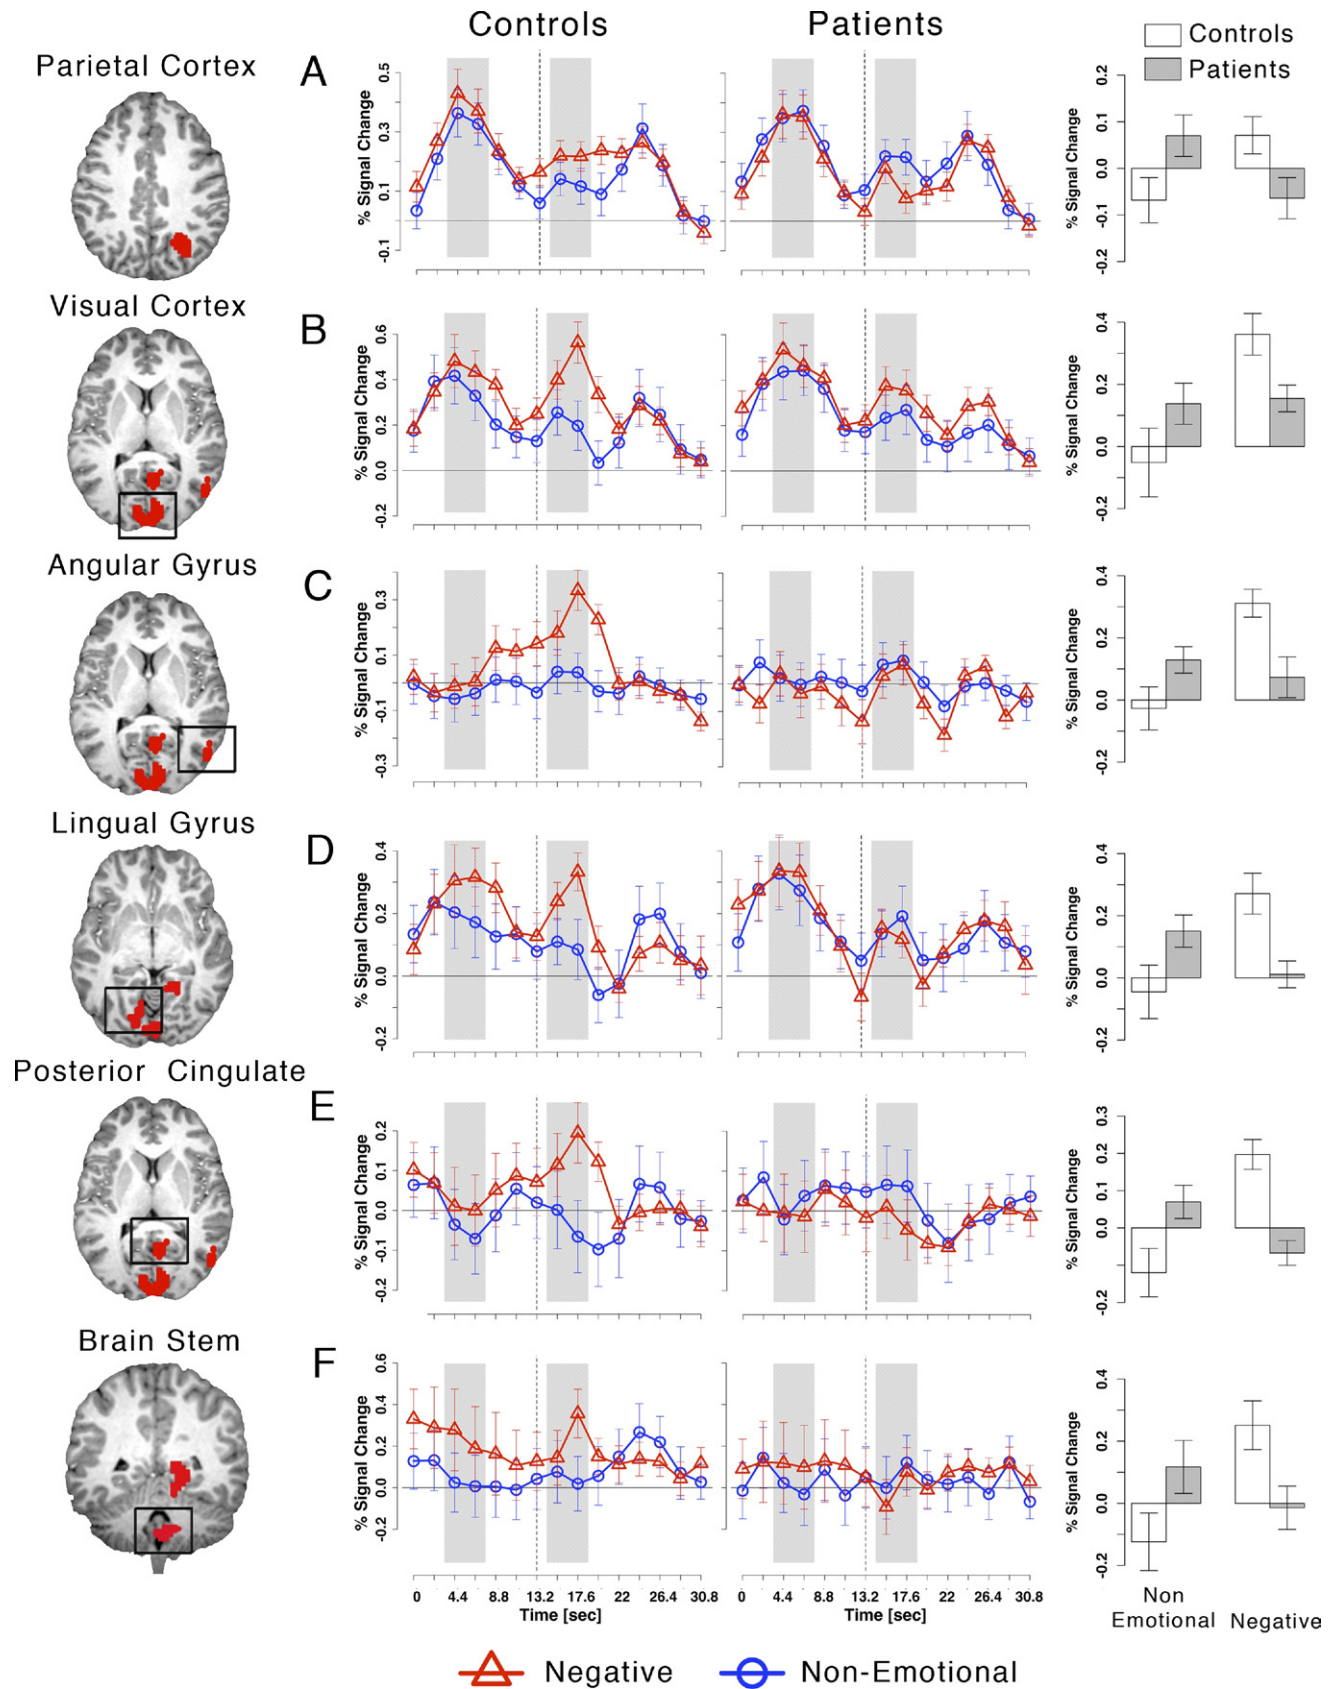 Controls
Patients
Controls
Patients
Parietal Cortex
A
% Signal Change
0.5
0.3
0.1
-0.1
% Signal Change
0.2
0.1
0.0
-0.1
-0.2
Visual Cortex
B
% Signal Change
0.6
0.4
0.2
0.0
-0.2
% Signal Change
0.4
0.2
0.0
-0.2
Angular Gyrus
C
% Signal Change
0.3
0.1
-0.1
-0.3
% Signal Change
0.4
0.2
0.0
-0.2
Lingual Gyrus
D
% Signal Change
0.4
0.2
0.0
-0.2
% Signal Change
0.4
0.2
0.0
-0.2
Posterior Cingulate
E
% Signal Change
0.2
0.1
0.0
-0.1
-0.2
% Signal Change
0.3
0.2
0.1
0.0
-0.2
Brain Stem
F
% Signal Change
0.6
0.4
0.2
0.0
-0.2
% Signal Change
0.4
0.2
0.0
-0.2
0 4.4 8.8 13.2 17.6 22 26.4 30.8
Time [sec]
0 4.4 8.8 13.2 17.6 22 26.4 30.8
Time [sec]
Non
Emotional
Negative
Negative
Non-Emotional